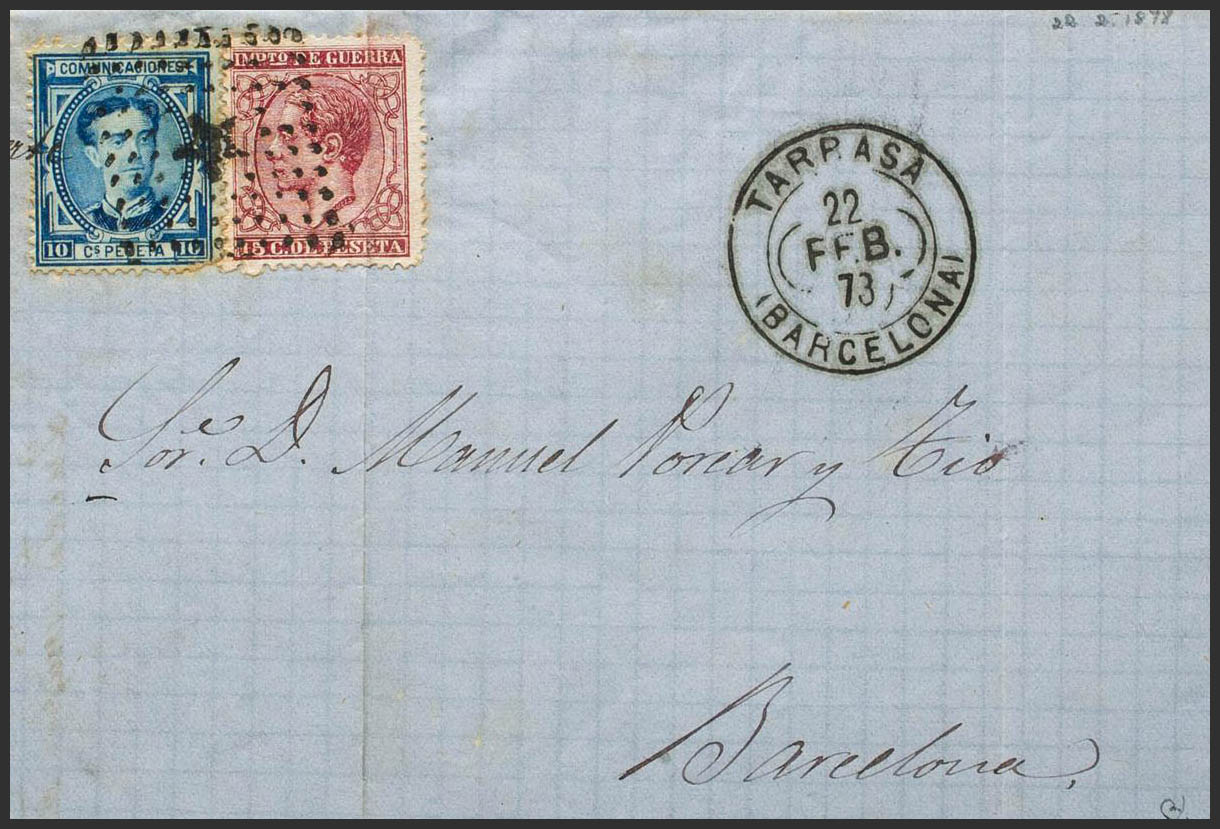 22 2. 1878
COMUNICACIONES
10 Cs PESETA 10
IMPTO DE GUERRA
15 C. DE PESETA
TARRASA
22
FEB.
73
(BARCELONA)
Sor. D. Manuel Porcar y Tio
Barcelona,